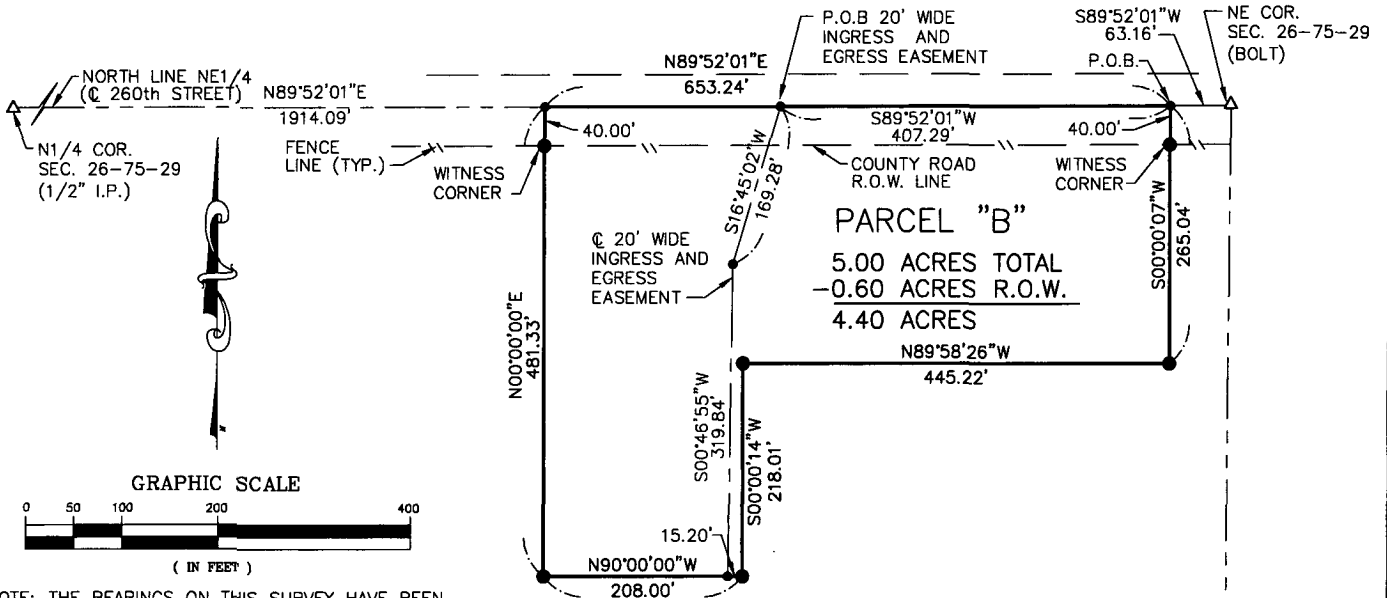 P.O.B 20' WIDE
INGRESS AND
EGRESS EASEMENT
S89°52'01"W
63.16'
NE COR.
SEC. 26-75-29
(BOLT)
P.O.B.
NORTH LINE NE1/4
(℄ 260th STREET)
N89°52'01"E
1914.09'
N89°52'01"E
653.24'
S89°52'01"W
407.29'
N1/4 COR.
SEC. 26-75-29
(1/2" I.P.)
FENCE
LINE (TYP.)
40.00'
40.00'
WITNESS
CORNER
COUNTY ROAD
R.O.W. LINE
WITNESS
CORNER
S16°45'02"W
169.28'
S00°00'07"W
265.04'
PARCEL "B"
5.00 ACRES TOTAL
-0.60 ACRES R.O.W.
4.40 ACRES
℄ 20' WIDE
INGRESS AND
EGRESS
EASEMENT
N00°00'00"E
481.33'
N89°58'26"W
445.22'
S00°46'55"W
319.84'
S00°00'14"W
218.01'
GRAPHIC SCALE
0 50 100 200 400
( IN FEET )
15.20'
N90°00'00"W
208.00'
NOTE: THE BEARINGS ON THIS SURVEY HAVE BEEN